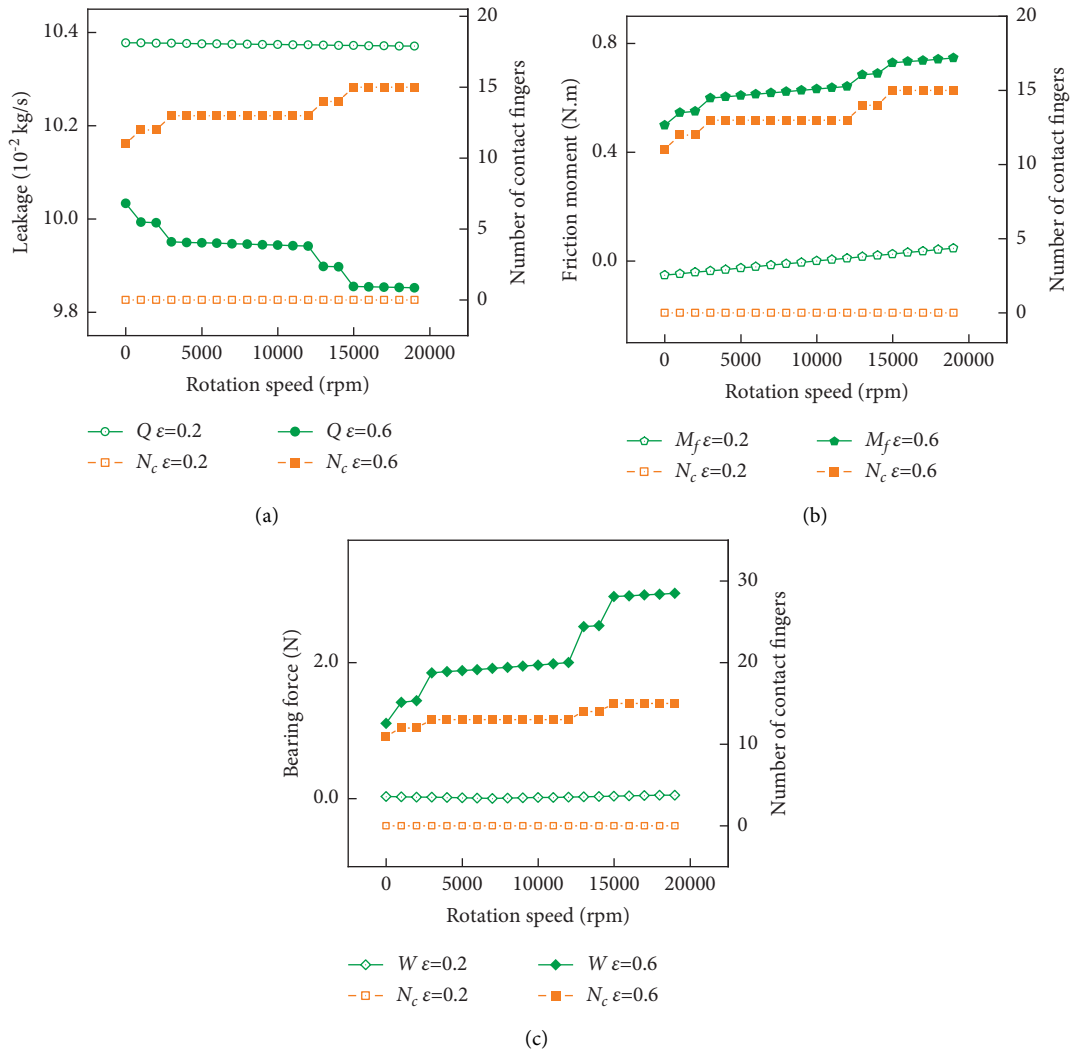 20
10.4
15
10.2
10
10.0
5
9.8
0
Leakage (10⁻² kg/s)
Number of contact fingers
0 5000 10000 15000 20000
Rotation speed (rpm)
Q ε=0.2 Q ε=0.6
N_c ε=0.2 N_c ε=0.6
(a)
20
0.8
15
0.4
10
0.0
5
0
Friction moment (N.m)
Number of contact fingers
0 5000 10000 15000 20000
Rotation speed (rpm)
M_f ε=0.2 M_f ε=0.6
N_c ε=0.2 N_c ε=0.6
(b)
30
2.0 20
10
0.0
0
Bearing force (N)
Number of contact fingers
0 5000 10000 15000 20000
Rotation speed (rpm)
W ε=0.2 W ε=0.6
N_c ε=0.2 N_c ε=0.6
(c)